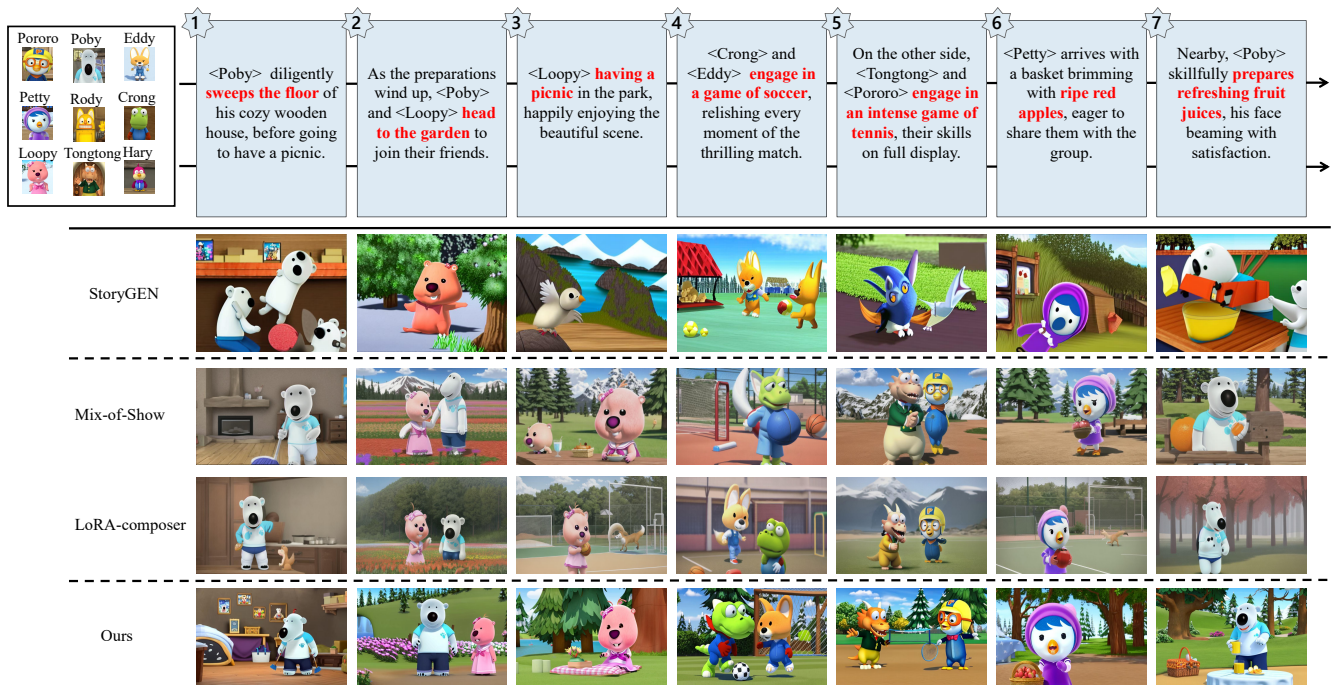 Pororo Poby Eddy
Petty Rody Crong
Loopy Tongtong Hary
1
<Poby> diligently
sweeps the floor of
his cozy wooden
house, before going
to have a picnic.
2
As the preparations
wind up, <Poby>
and <Loopy> head
to the garden to
join their friends.
3
<Loopy> having a
picnic in the park,
happily enjoying the
beautiful scene.
4
<Crong> and
<Eddy> engage in
a game of soccer,
relishing every
moment of the
thrilling match.
5
On the other side,
<Tongtong> and
<Pororo> engage in
an intense game of
tennis, their skills
on full display.
6
<Petty> arrives with
a basket brimming
with ripe red
apples, eager to
share them with the
group.
7
Nearby, <Poby>
skillfully prepares
refreshing fruit
juices, his face
beaming with
satisfaction.
StoryGEN
Mix-of-Show
LoRA-composer
Ours